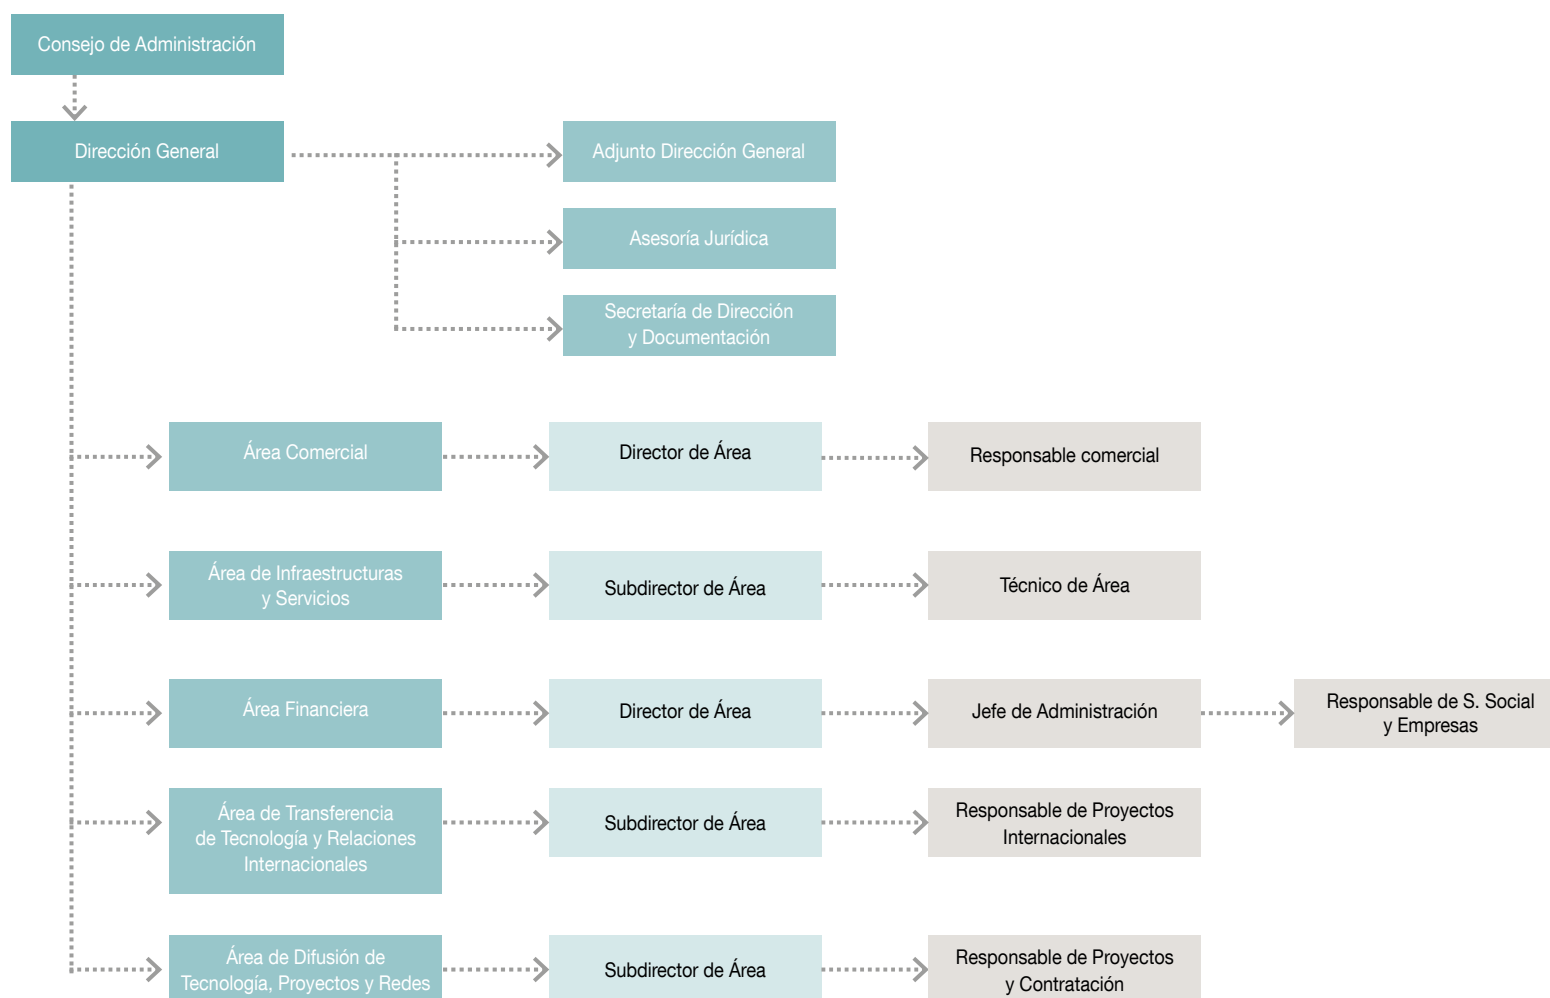 Consejo de Administración
Dirección General
Adjunto Dirección General
Asesoría Jurídica
Secretaría de Dirección
y Documentación
Área Comercial
Director de Área
Responsable comercial
Área de Infraestructuras
y Servicios
Subdirector de Área
Técnico de Área
Área Financiera
Director de Área
Jefe de Administración
Responsable de S. Social
y Empresas
Área de Transferencia
de Tecnología y Relaciones
Internacionales
Subdirector de Área
Responsable de Proyectos
Internacionales
Área de Difusión de
Tecnología, Proyectos y Redes
Subdirector de Área
Responsable de Proyectos
y Contratación